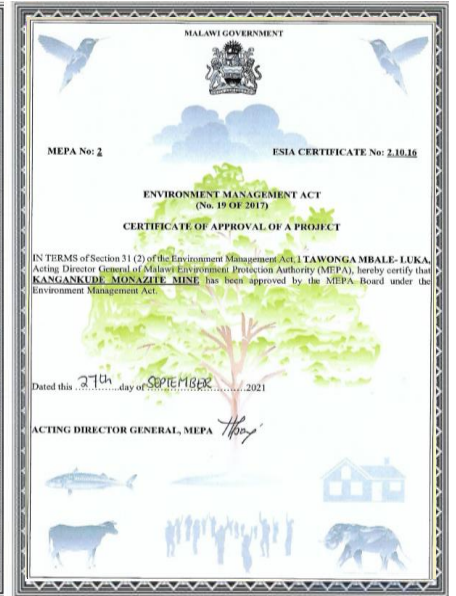 MALAWI GOVERNMENT
MEPA No: 2 ESIA CERTIFICATE No: 2.10.16
ENVIRONMENT MANAGEMENT ACT
(No. 19 OF 2017)
CERTIFICATE OF APPROVAL OF A PROJECT
IN TERMS of Section 31 (2) of the Environment Management Act, I TAWONGA MBALE- LUKA,
Acting Director General of Malawi Environment Protection Authority (MEPA), hereby certify that
KANGANKUDE MONAZITE MINE has been approved by the MEPA Board under the
Environment Management Act.
Dated this 27th day of SEPTEMBER 2021
ACTING DIRECTOR GENERAL, MEPA